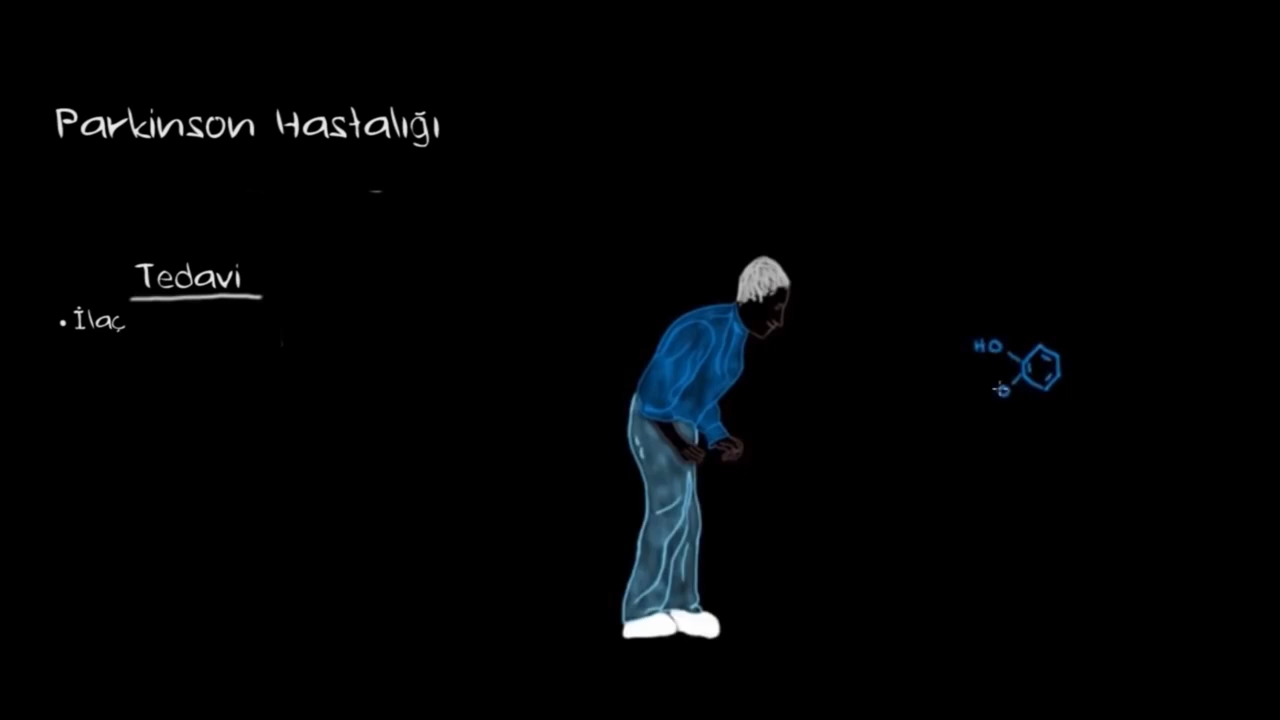 Parkinson Hastalığı
Tedavi
• İlaç
HO
O